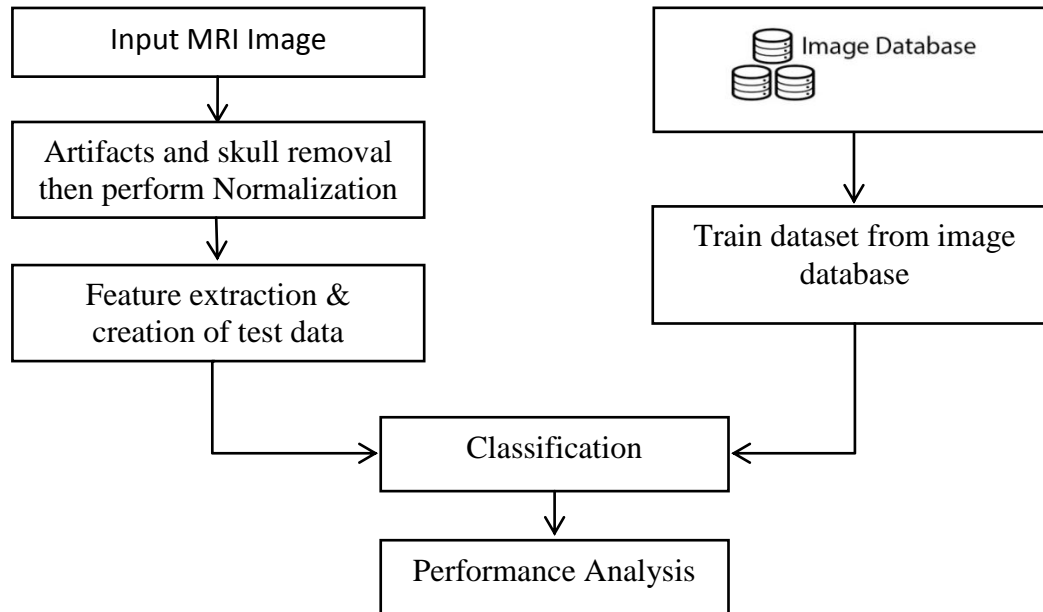 Input MRI Image
Image Database
Artifacts and skull removal
then perform Normalization
Train dataset from image
database
Feature extraction &
creation of test data
Classification
Performance Analysis